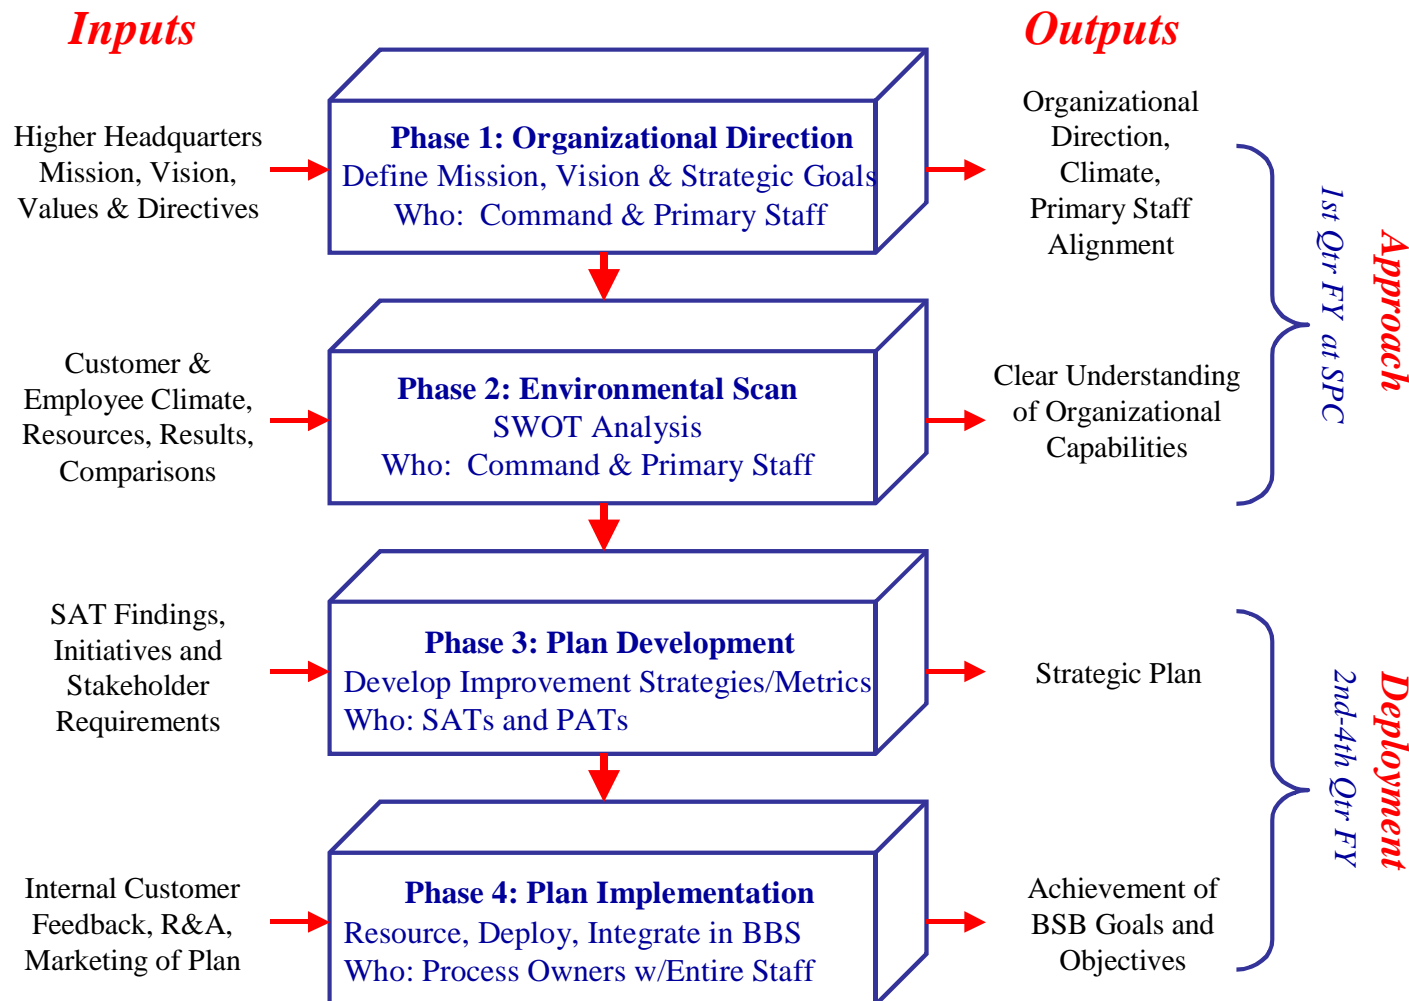 Inputs
Outputs
Higher Headquarters
Mission, Vision,
Values & Directives
Phase 1: Organizational Direction
Define Mission, Vision & Strategic Goals
Who:  Command & Primary Staff
Organizational
Direction,
Climate,
Primary Staff
Alignment
Customer &
Employee Climate,
Resources, Results,
Comparisons
Phase 2: Environmental Scan
SWOT Analysis
Who:  Command & Primary Staff
Clear Understanding
of Organizational
Capabilities
Approach
1st Qtr FY  at SPC
SAT Findings,
Initiatives and
Stakeholder
Requirements
Phase 3: Plan Development
Develop Improvement Strategies/Metrics
Who: SATs and PATs
Strategic Plan
Internal Customer
Feedback, R&A,
Marketing of Plan
Phase 4: Plan Implementation
Resource, Deploy, Integrate in BBS
Who: Process Owners w/Entire Staff
Achievement of
BSB Goals and
Objectives
Deployment
2nd-4th Qtr FY